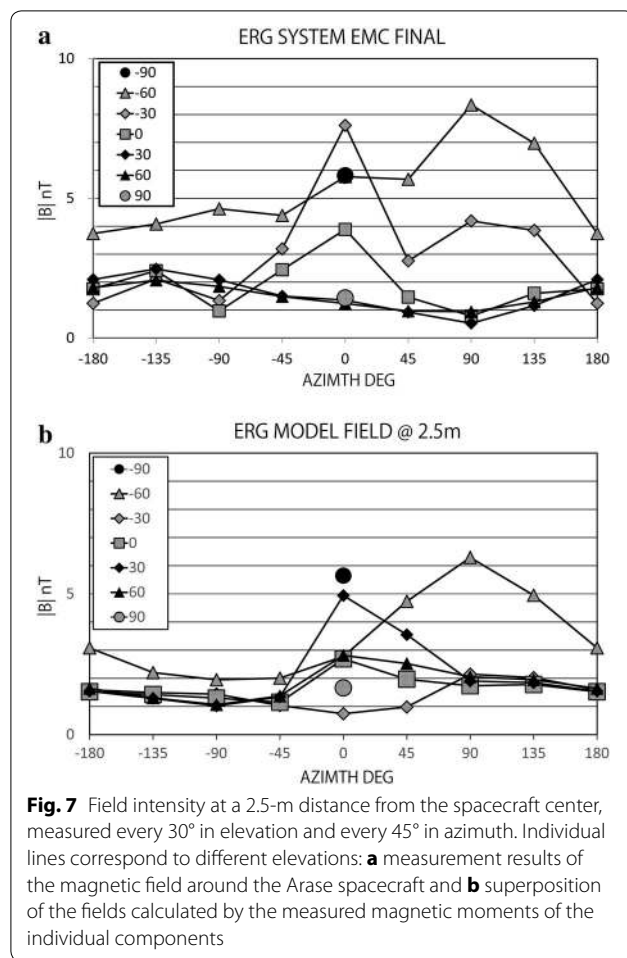 a
ERG SYSTEM EMC FINAL
10
5
0
|B| nT
-90
-60
-30
0
30
60
90
-180 -135 -90 -45 0 45 90 135 180
AZIMTH DEG
b
ERG MODEL FIELD @ 2.5m
10
5
0
|B| nT
-90
-60
-30
0
30
60
90
-180 -135 -90 -45 0 45 90 135 180
AZIMTH DEG
Fig. 7 Field intensity at a 2.5-m distance from the spacecraft center,
measured every 30° in elevation and every 45° in azimuth. Individual
lines correspond to different elevations: a measurement results of
the magnetic field around the Arase spacecraft and b superposition
of the fields calculated by the measured magnetic moments of the
individual components